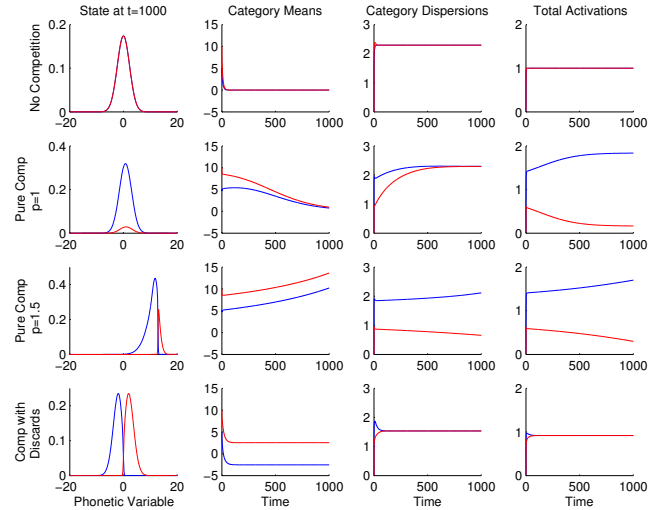 State at t=1000 Category Means Category Dispersions Total Activations
No Competition
0.2
0.1
0
−20 0 20
15
10
5
0
−5
0 500 1000
3
2
1
0
0 500 1000
2
1
0
0 500 1000
Pure Comp
p=1
0.4
0.2
0
−20 0 20
15
10
5
0
−5
0 500 1000
3
2
1
0
0 500 1000
2
1
0
0 500 1000
Pure Comp
p=1.5
0.4
0.2
0
−20 0 20
15
10
5
0
−5
0 500 1000
3
2
1
0
0 500 1000
2
1
0
0 500 1000
Comp with
Discards
0.2
0.1
0
−20 0 20
15
10
5
0
−5
0 500 1000
3
2
1
0
0 500 1000
2
1
0
0 500 1000
Phonetic Variable Time Time Time